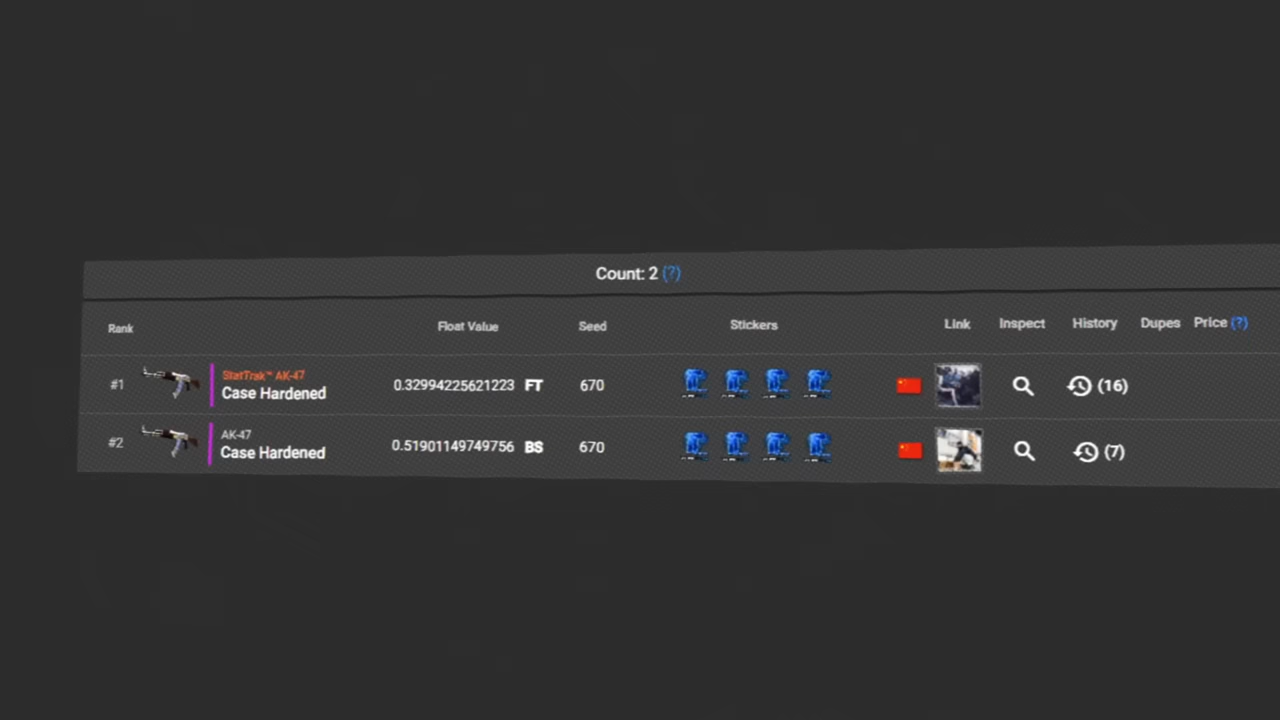 Count: 2 (?)
Rank Float Value Seed Stickers Link Inspect History Dupes Price (?)
#1 StatTrak™ AK-47
Case Hardened 0.32994225621223 FT 670 (16)
#2 AK-47
Case Hardened 0.51901149749756 BS 670 (7)